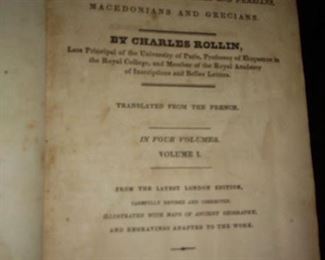 AND PERSIANS,
MACEDONIANS AND GRECIANS.
BY CHARLES ROLLIN,
Late Principal of the University of Paris, Professor of Eloquence in
the Royal College, and Member of the Royal Academy
of Inscriptions and Belles Letters.
TRANSLATED FROM THE FRENCH.
IN FOUR VOLUMES.
VOLUME I.
FROM THE LATEST LONDON EDITION,
CAREFULLY REVISED AND CORRECTED.
ILLUSTRATED WITH MAPS OF ANCIENT GEOGRAPHY,
AND ENGRAVINGS ADAPTED TO THE WORK.